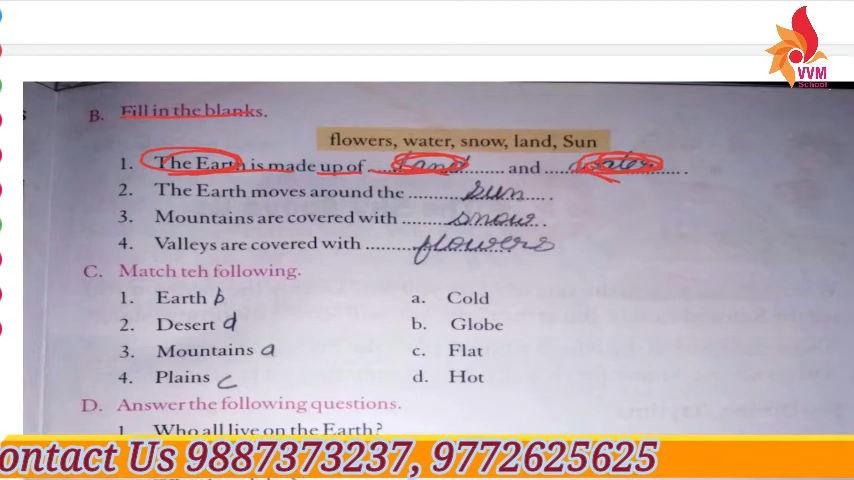 VVM
School
B. Fill in the blanks.
flowers, water, snow, land, Sun
1. The Earth is made up of ....land.......... and ....water.......
2. The Earth moves around the ..........sun.......
3. Mountains are covered with ........snow.....
4. Valleys are covered with .........flowers
C. Match teh following.
1. Earth b a. Cold
2. Desert d b. Globe
3. Mountains a c. Flat
4. Plains c d. Hot
D. Answer the following questions.
1. Who all live on the Earth?
ontact Us 9887373237, 9772625625